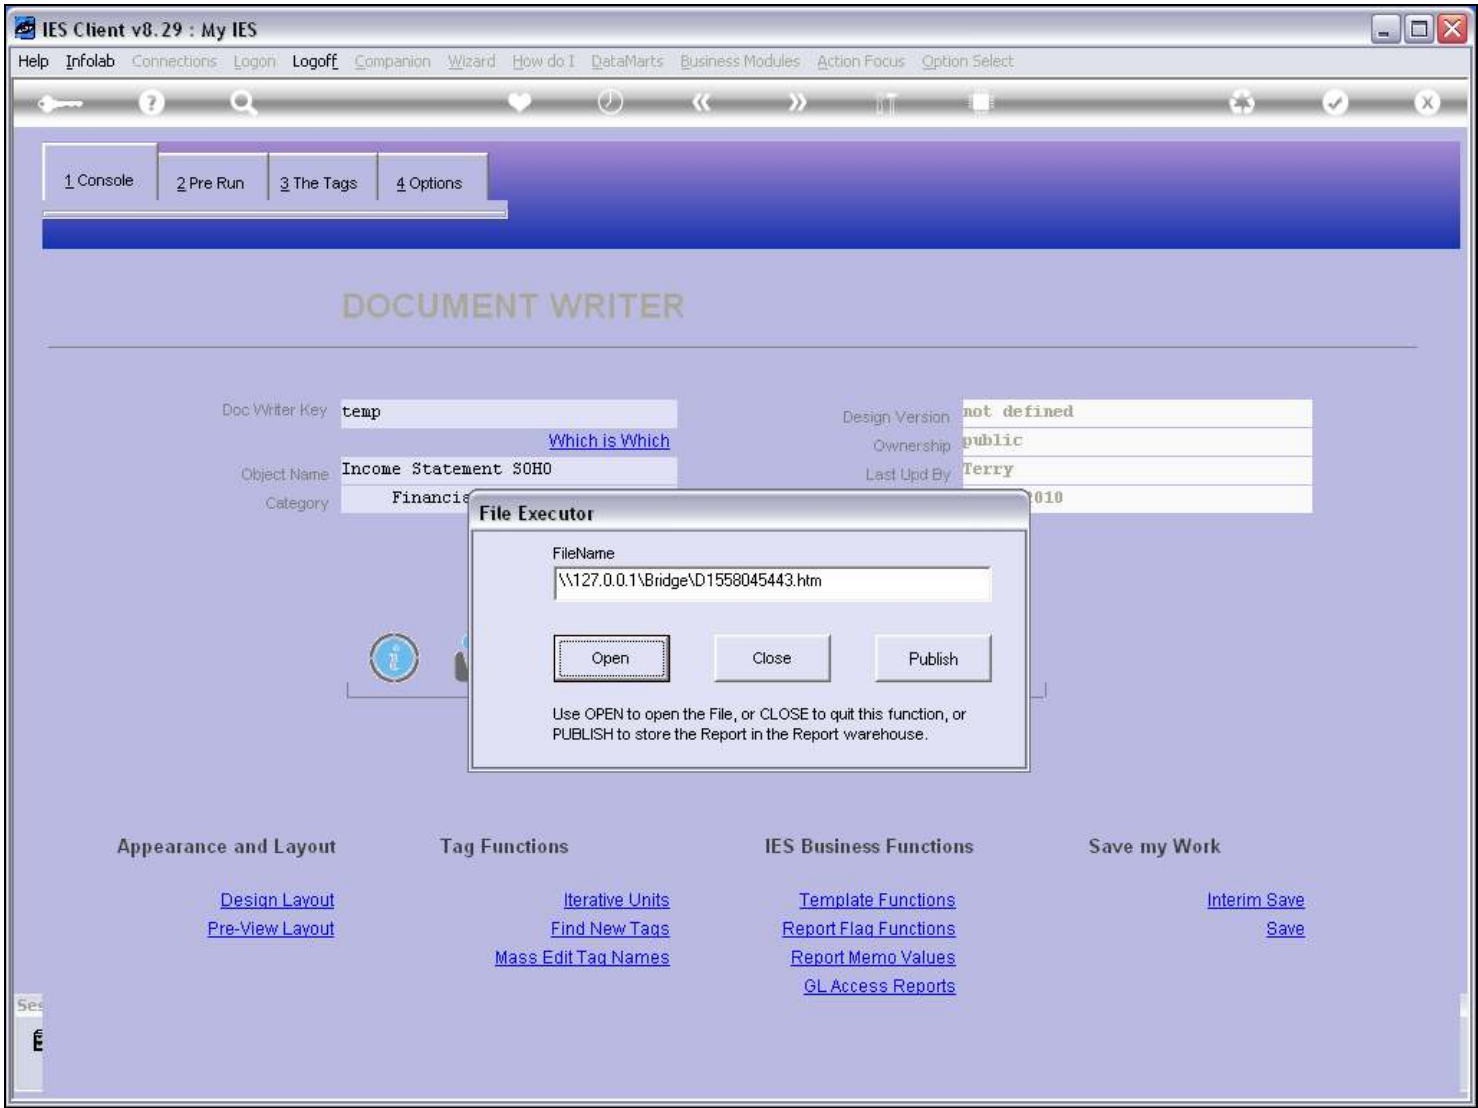 IES Client v8.29 : My IES
Help Infolab Connections Logon Logoff Companion Wizard How do I DataMarts Business Modules Action Focus Option Select
1 Console 2 Pre Run 3 The Tags 4 Options
DOCUMENT WRITER
Doc Writer Key temp
Design Version not defined
Which is Which
Ownership public
Object Name Income Statement SOHO
Last Upd By Terry
Category
File Executor
FileName
\\127.0.0.1\Bridge\D1558045443.htm
Open Close Publish
Use OPEN to open the File, or CLOSE to quit this function, or
PUBLISH to store the Report in the Report warehouse.
Appearance and Layout
Design Layout
Pre-View Layout
Tag Functions
Iterative Units
Find New Tags
Mass Edit Tag Names
IES Business Functions
Template Functions
Report Flag Functions
Report Memo Values
GL Access Reports
Save my Work
Interim Save
Save